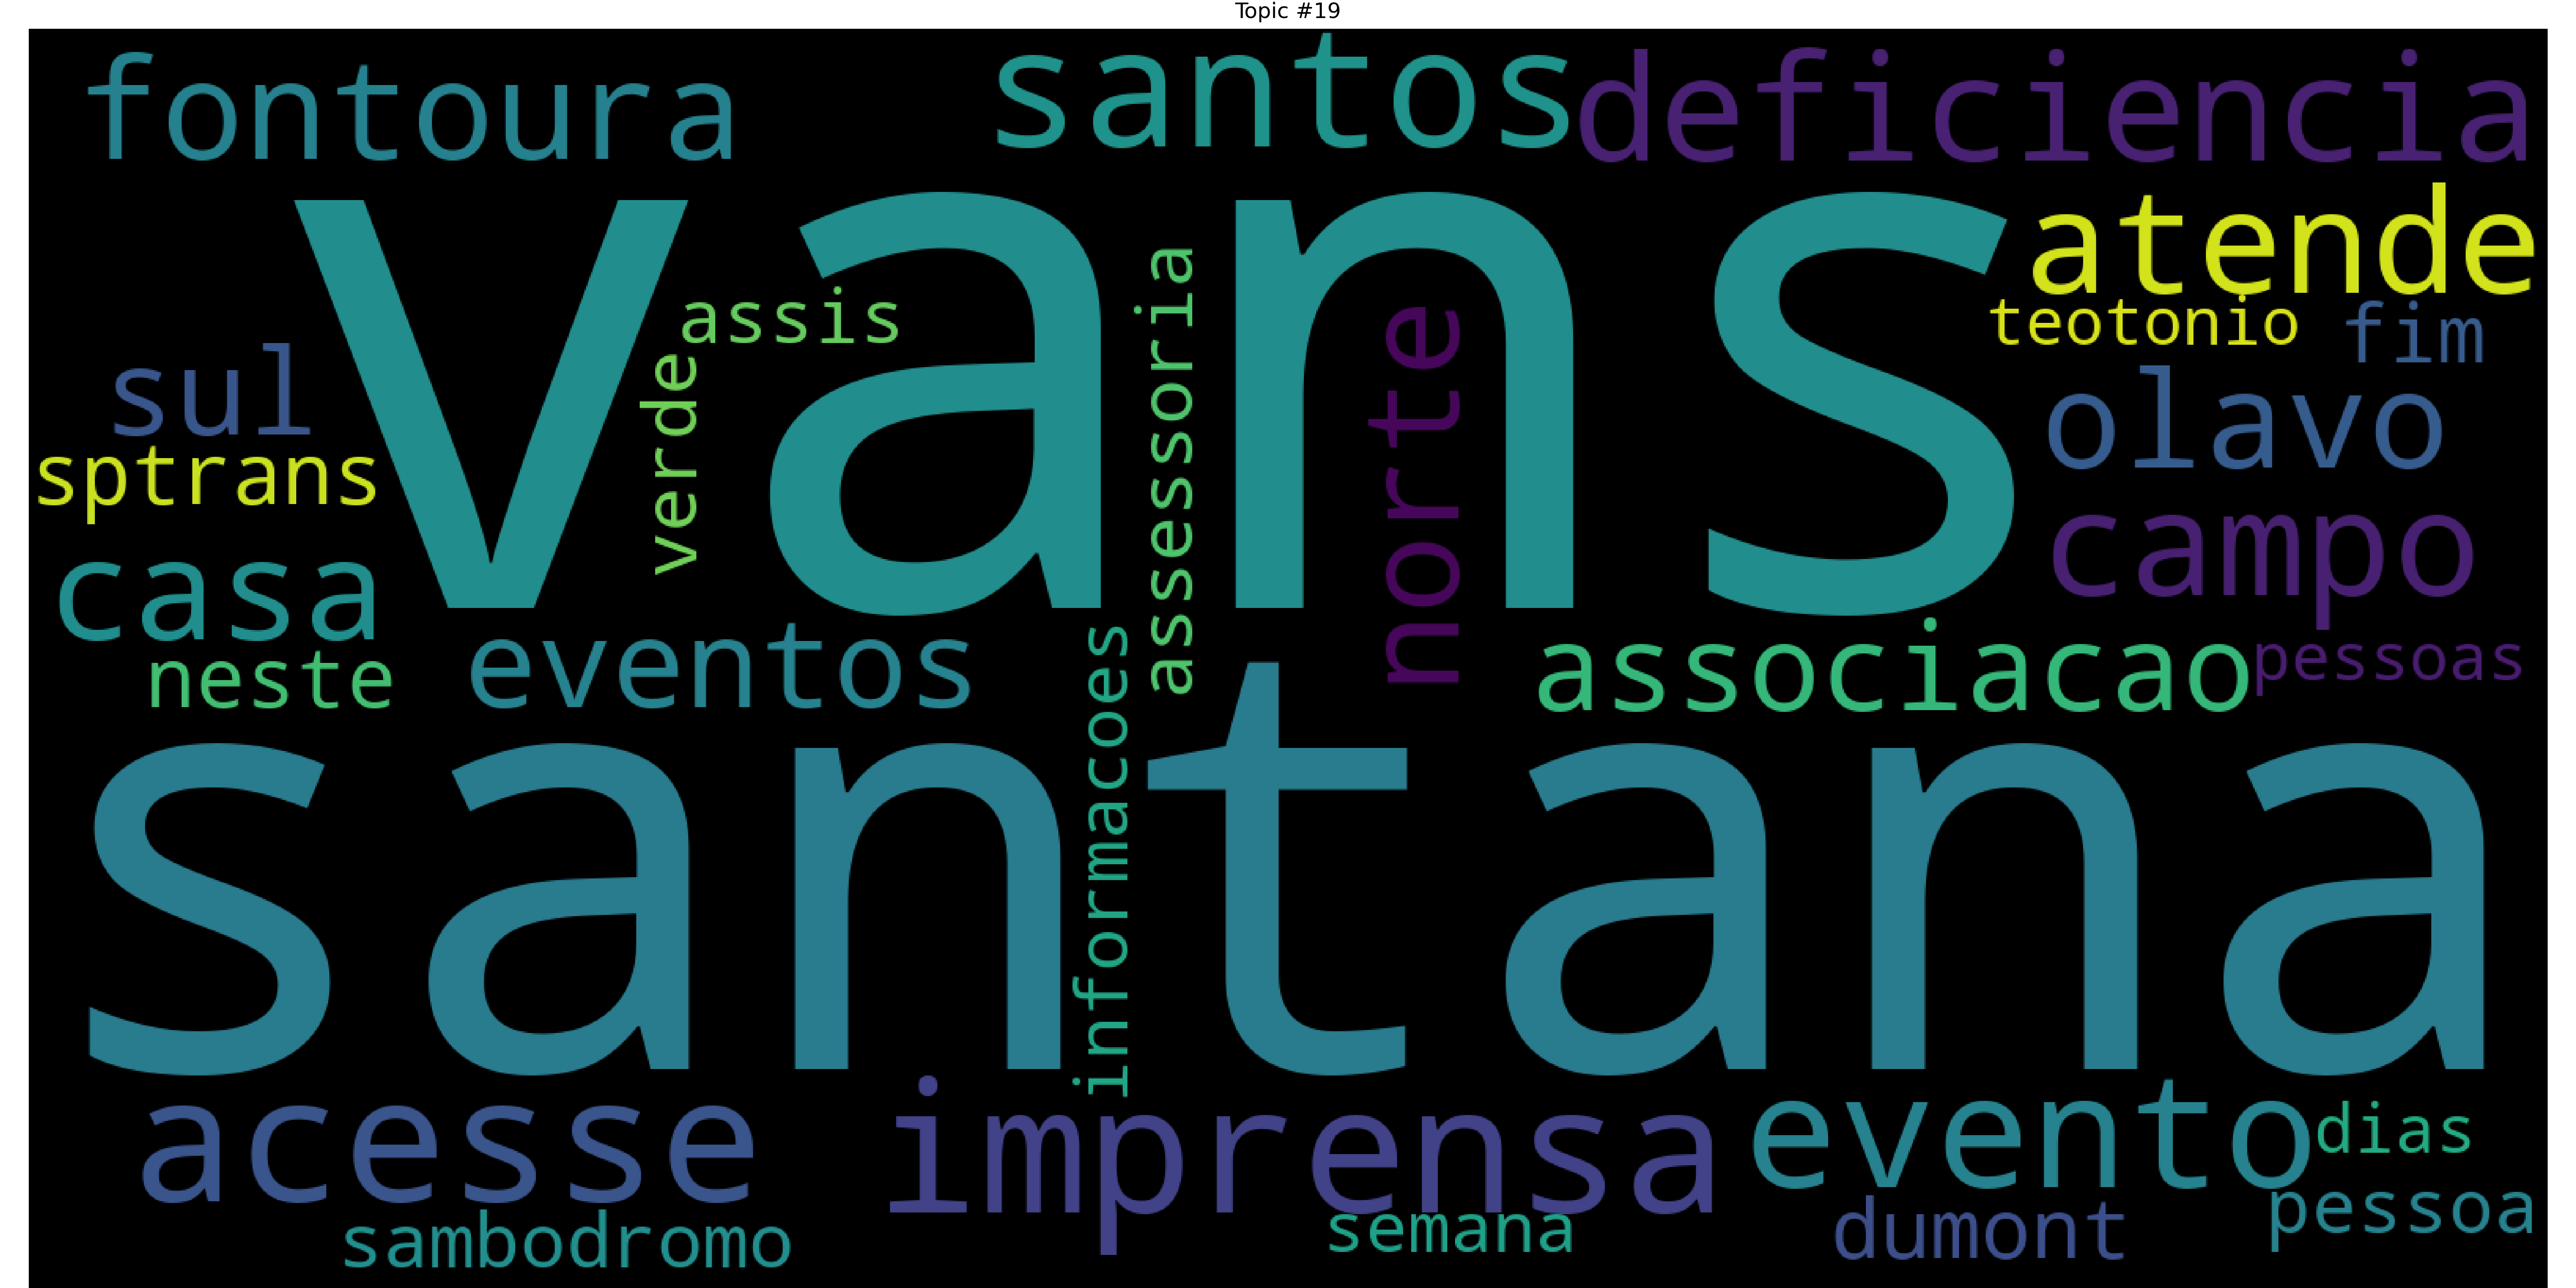 Topic #19
fontoura
santos
deficiencia
vans
atende
assis
teotonio
fim
sul
verde
assessoria
norte
olavo
sptrans
campo
casa
neste
eventos
informacoes
associacao
pessoas
santana
acesse
imprensa
evento
dias
sambodromo
semana
dumont
pessoa